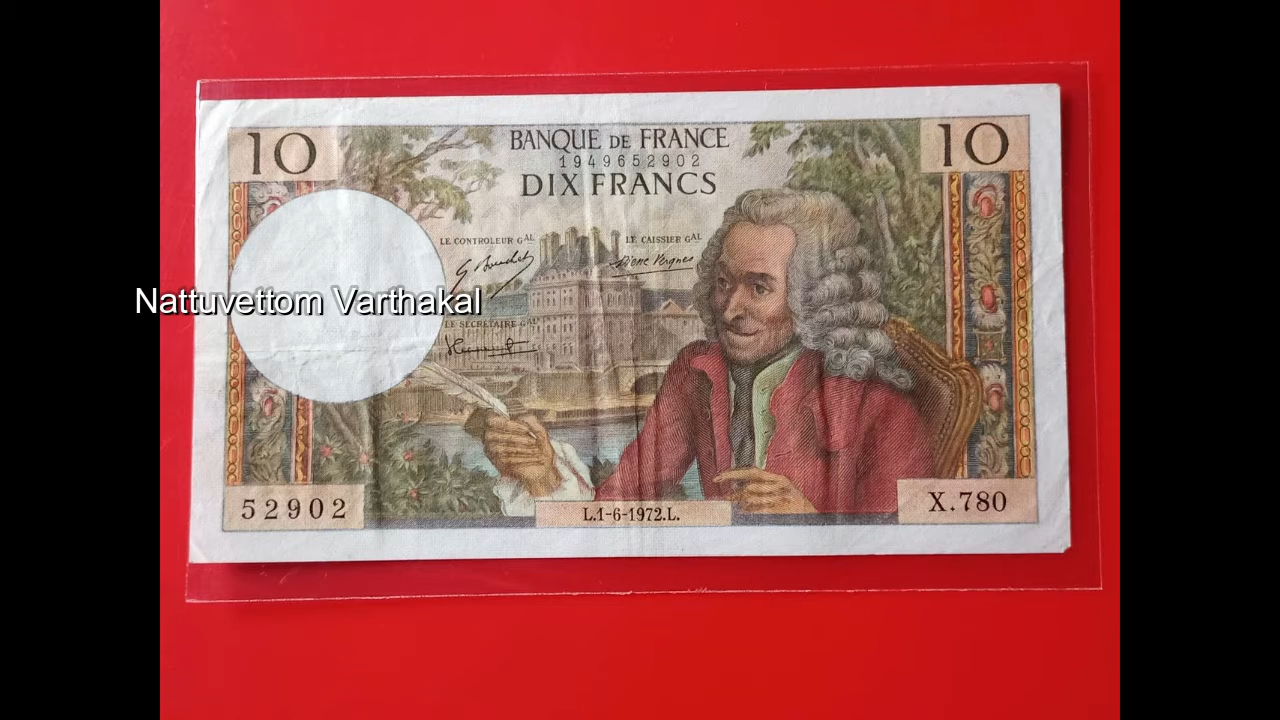 10
BANQUE DE FRANCE
10
1949652902
DIX FRANCS
LE CONTROLEUR GAL
LE CAISSIER GAL
Nattuvettom Varthakal
LE SECRETAIRE GAL
52902
L.1-6-1972.L.
X.780